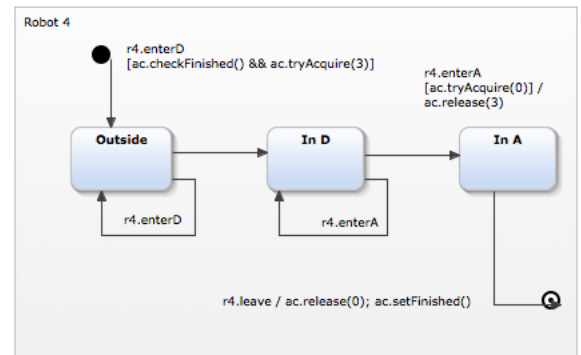 Robot 4
r4.enterD
[ac.checkFinished() && ac.tryAcquire(3)]
r4.enterA
[ac.tryAcquire(0)] /
ac.release(3)
Outside
In D
In A
r4.enterD
r4.enterA
r4.leave / ac.release(0); ac.setFinished()